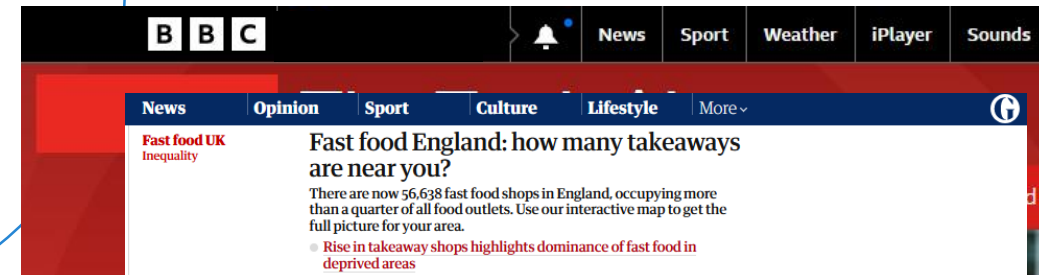 BBC
News Sport Weather iPlayer Sounds
News Opinion Sport Culture Lifestyle More
Fast food UK
Inequality
Fast food England: how many takeaways
are near you?
There are now 56,638 fast food shops in England, occupying more
than a quarter of all food outlets. Use our interactive map to get the
full picture for your area.
Rise in takeaway shops highlights dominance of fast food in
deprived areas